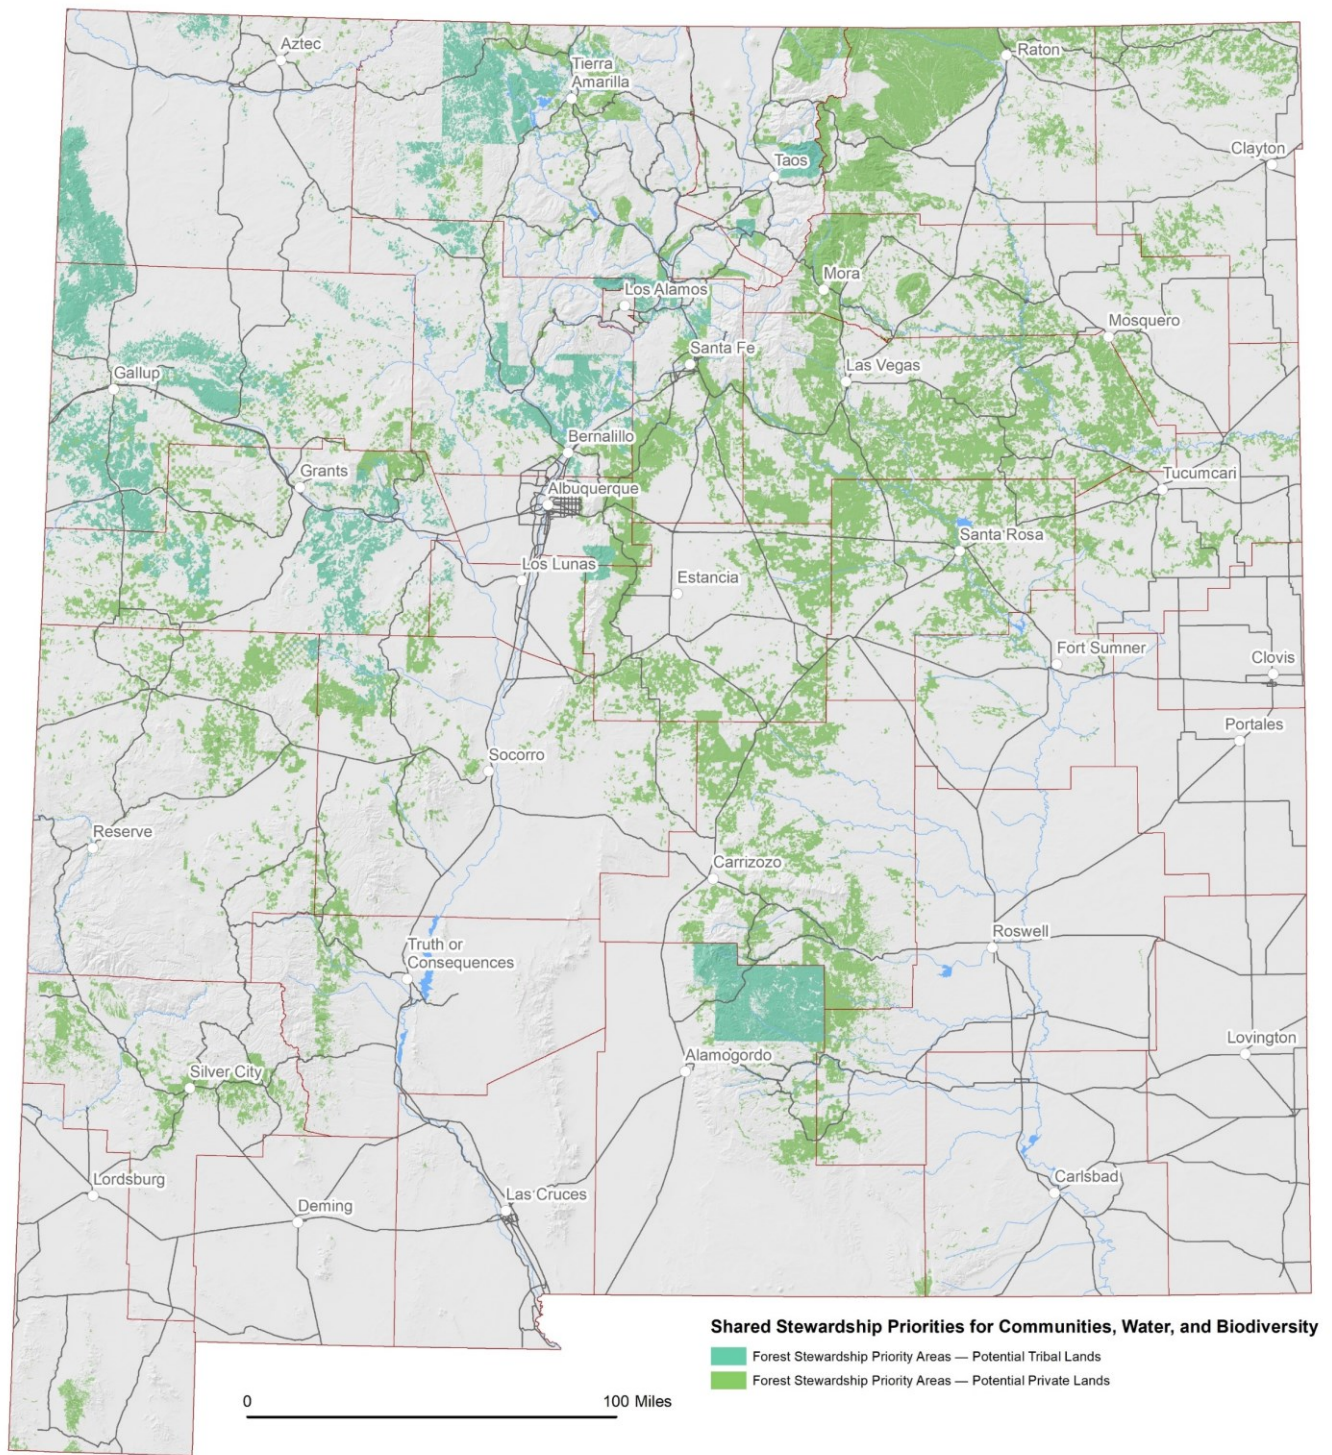 Aztec
Raton
Tierra
Amarilla
Clayton
Taos
Mora
Los Alamos
Mosquero
Santa Fe
Las Vegas
Gallup
Bernalillo
Grants
Tucumcari
Albuquerque
Santa Rosa
Los Lunas
Estancia
Fort Sumner
Clovis
Portales
Socorro
Reserve
Carrizozo
Roswell
Truth or
Consequences
Lovington
Alamogordo
Silver City
Carlsbad
Lordsburg
Las Cruces
Deming
Shared Stewardship Priorities for Communities, Water, and Biodiversity
Forest Stewardship Priority Areas — Potential Tribal Lands
Forest Stewardship Priority Areas — Potential Private Lands
0 100 Miles